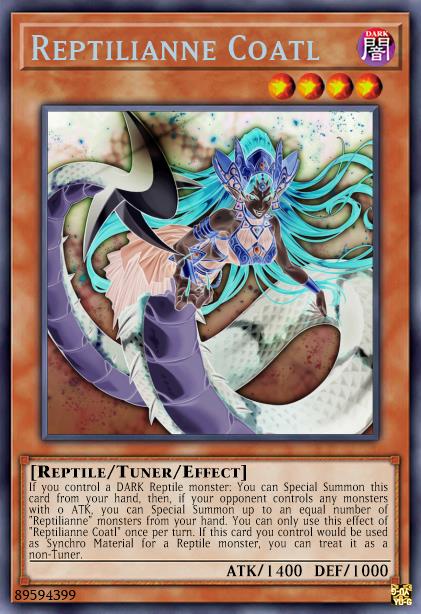 REPTILIANNE COATL
DARK
闇
[REPTILE/TUNER/EFFECT]
If you control a DARK Reptile monster: You can Special Summon this
card from your hand, then, if your opponent controls any monsters
with 0 ATK, you can Special Summon up to an equal number of
"Reptilianne" monsters from your hand. You can only use this effect of
"Reptilianne Coatl" once per turn. If this card you control would be used
as Synchro Material for a Reptile monster, you can treat it as a
non-Tuner.
ATK/1400 DEF/1000
89594399